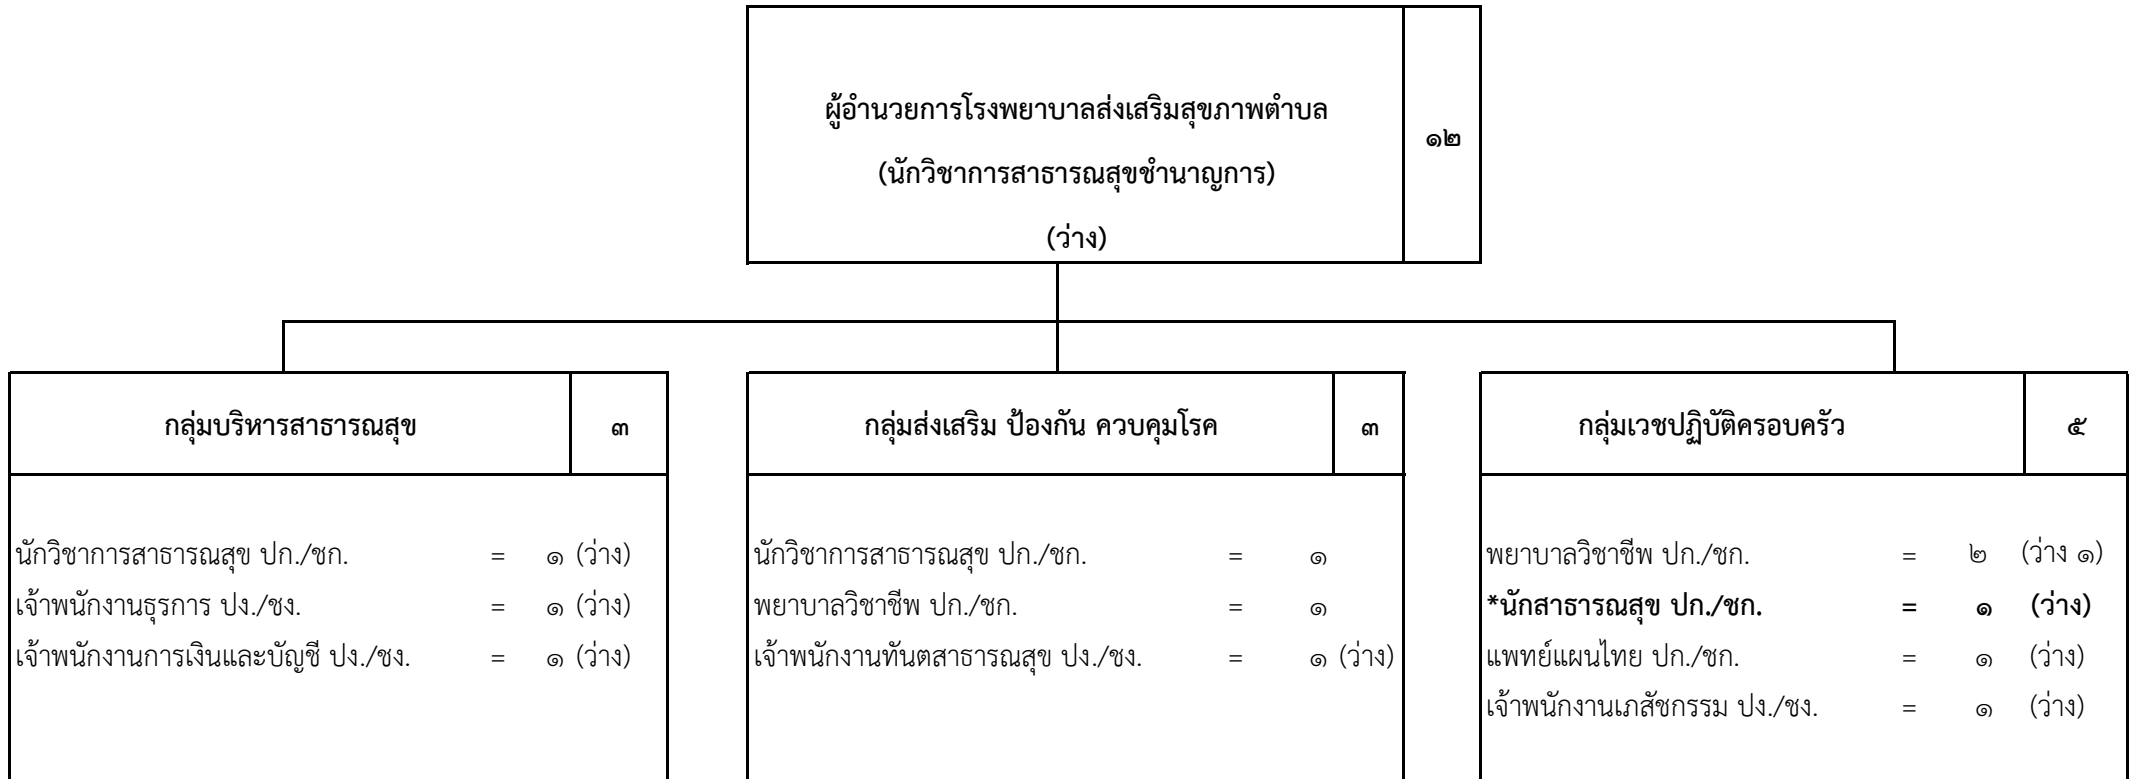 ผู้อำนวยการโรงพยาบาลส่งเสริมสุขภาพตำบล
(นักวิชาการสาธารณสุขชำนาญการ)
(ว่าง)
๑๒
กลุ่มบริหารสาธารณสุข ๓
นักวิชาการสาธารณสุข ปก./ชก. = ๑ (ว่าง)
เจ้าพนักงานธุรการ ปง./ชง. = ๑ (ว่าง)
เจ้าพนักงานการเงินและบัญชี ปง./ชง. = ๑ (ว่าง)
กลุ่มส่งเสริม ป้องกัน ควบคุมโรค ๓
นักวิชาการสาธารณสุข ปก./ชก. = ๑
พยาบาลวิชาชีพ ปก./ชก. = ๑
เจ้าพนักงานทันตสาธารณสุข ปง./ชง. = ๑ (ว่าง)
กลุ่มเวชปฏิบัติครอบครัว ๕
พยาบาลวิชาชีพ ปก./ชก. = ๒ (ว่าง ๑)
*นักสาธารณสุข ปก./ชก. = ๑ (ว่าง)
แพทย์แผนไทย ปก./ชก. = ๑ (ว่าง)
เจ้าพนักงานเภสัชกรรม ปง./ชง. = ๑ (ว่าง)